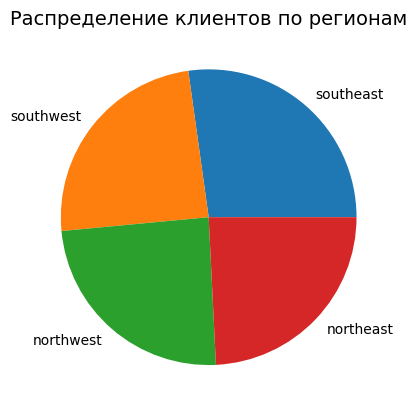 Распределение клиентов по регионам
southeast
southwest
northwest
northeast